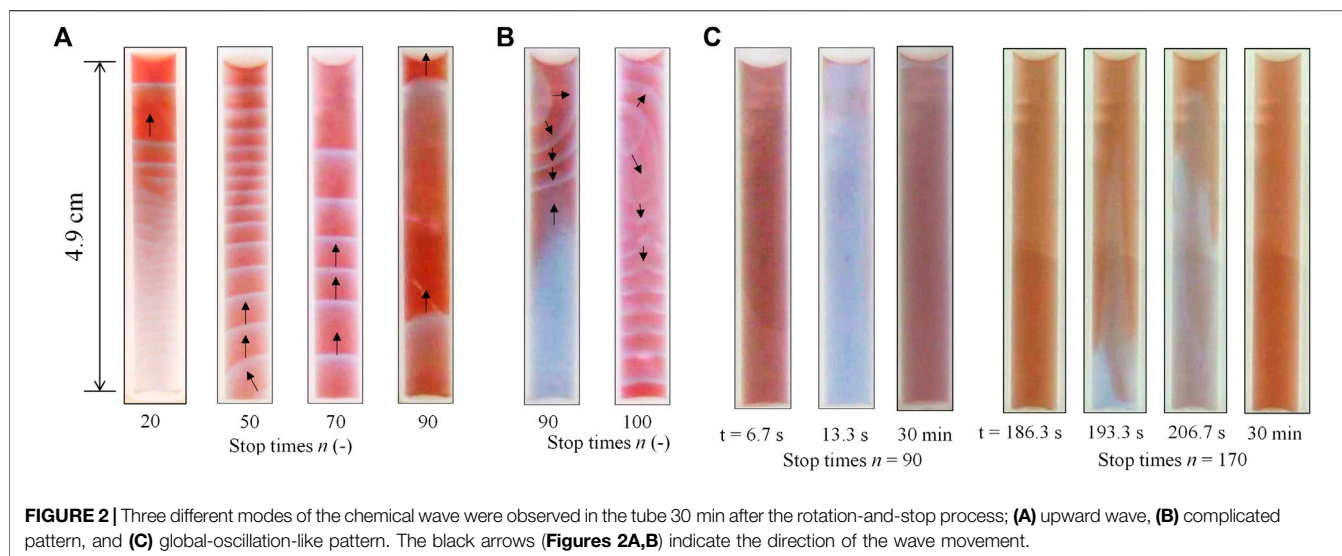 A
B
C
4.9 cm
20 50 70 90
Stop times n (-)
90 100
Stop times n (-)
t = 6.7 s 13.3 s 30 min
Stop times n = 90
t = 186.3 s 193.3 s 206.7 s 30 min
Stop times n = 170
FIGURE 2 | Three different modes of the chemical wave were observed in the tube 30 min after the rotation-and-stop process; (A) upward wave, (B) complicated
pattern, and (C) global-oscillation-like pattern. The black arrows (Figures 2A,B) indicate the direction of the wave movement.